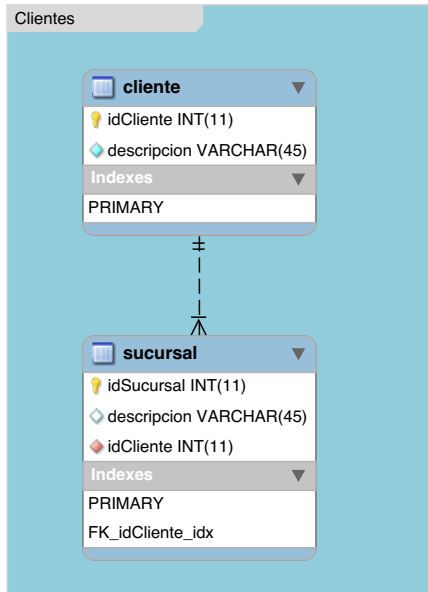 Clientes
cliente
idCliente INT(11)
descripcion VARCHAR(45)
Indexes
PRIMARY
sucursal
idSucursal INT(11)
descripcion VARCHAR(45)
idCliente INT(11)
Indexes
PRIMARY
FK_idCliente_idx